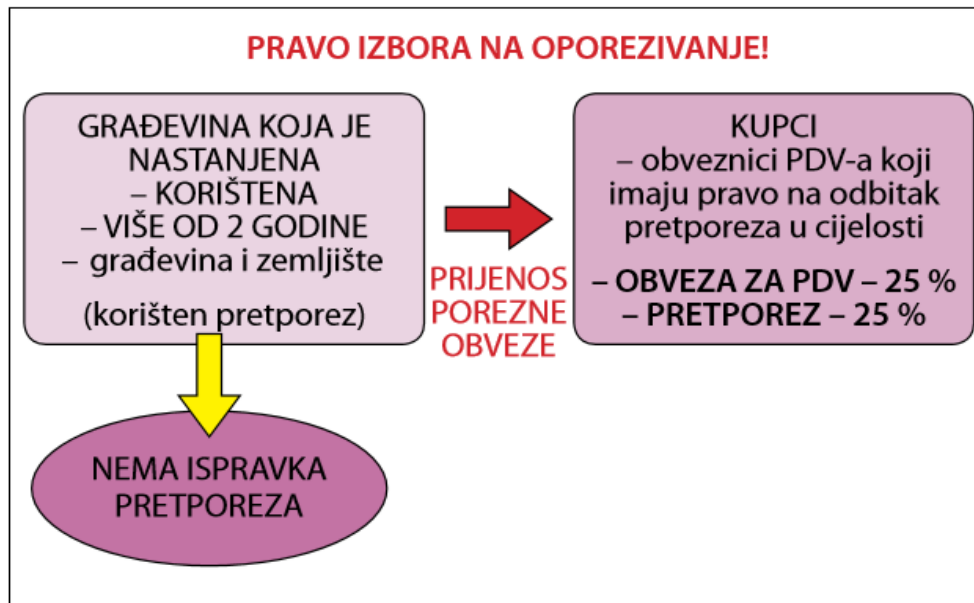 PRAVO IZBORA NA OPOREZIVANJE!
GRAĐEVINA KOJA JE
NASTANJENA
– KORIŠTENA
– VIŠE OD 2 GODINE
– građevina i zemljište
(korišten pretporez)
PRIJENOS
POREZNE
OBVEZE
KUPCI
– obveznici PDV-a koji
imaju pravo na odbitak
pretporeza u cijelosti
– OBVEZA ZA PDV – 25 %
– PRETPOREZ – 25 %
NEMA ISPRAVKA
PRETPOREZA